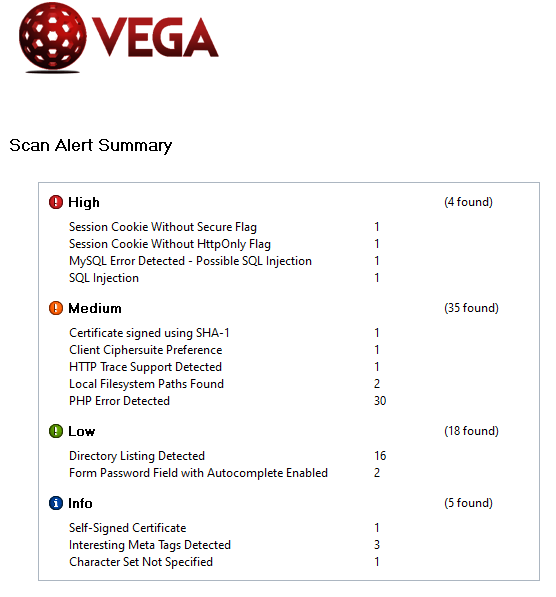 VEGA
Scan Alert Summary
High (4 found)
Session Cookie Without Secure Flag 1
Session Cookie Without HttpOnly Flag 1
MySQL Error Detected - Possible SQL Injection 1
SQL Injection 1
Medium (35 found)
Certificate signed using SHA-1 1
Client Ciphersuite Preference 1
HTTP Trace Support Detected 1
Local Filesystem Paths Found 2
PHP Error Detected 30
Low (18 found)
Directory Listing Detected 16
Form Password Field with Autocomplete Enabled 2
Info (5 found)
Self-Signed Certificate 1
Interesting Meta Tags Detected 3
Character Set Not Specified 1